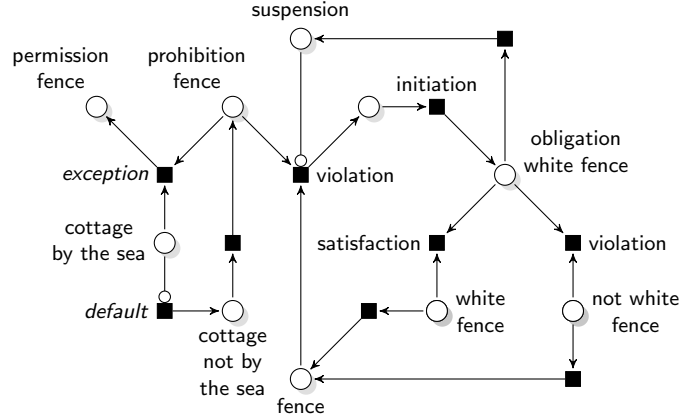 suspension
permission
fence
prohibition
fence
initiation
obligation
white fence
exception
violation
cottage
by the sea
satisfaction
violation
default
cottage
not by
the sea
white
fence
not white
fence
fence